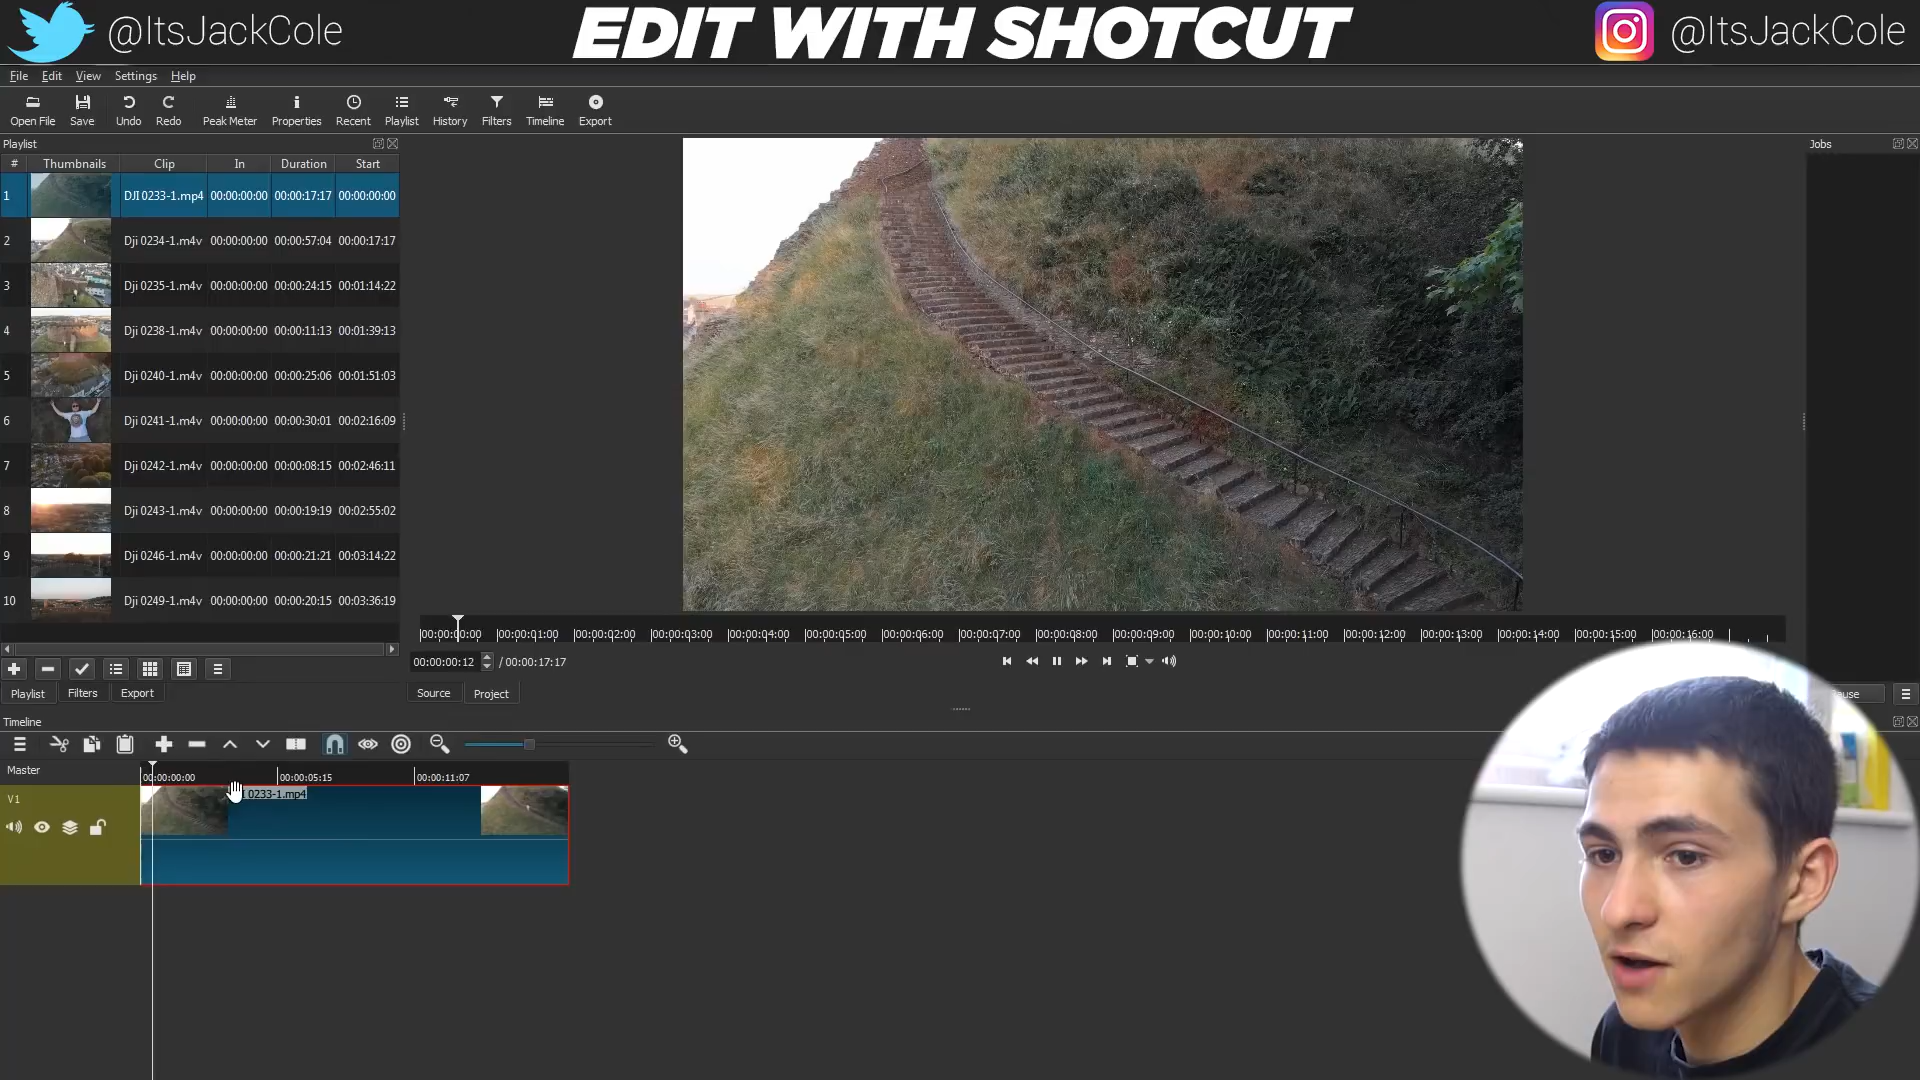 @ItsJackCole
EDIT WITH SHOTCUT
@ItsJackCole
File Edit View Settings Help
Open File Save Undo Redo Peak Meter Properties Recent Playlist History Filters Timeline Export
Playlist
Jobs
# Thumbnails Clip In Duration Start
1 DJI 0233-1.mp4 00:00:00:00 00:00:17:17 00:00:00:00
2 Dji 0234-1.m4v 00:00:00:00 00:00:57:04 00:00:17:17
3 Dji 0235-1.m4v 00:00:00:00 00:00:24:15 00:01:14:22
4 Dji 0238-1.m4v 00:00:00:00 00:00:11:13 00:01:39:13
5 Dji 0240-1.m4v 00:00:00:00 00:00:25:06 00:01:51:03
6 Dji 0241-1.m4v 00:00:00:00 00:00:30:01 00:02:16:09
7 Dji 0242-1.m4v 00:00:00:00 00:00:08:15 00:02:46:11
8 Dji 0243-1.m4v 00:00:00:00 00:00:19:19 00:02:55:02
9 Dji 0246-1.m4v 00:00:00:00 00:00:21:21 00:03:14:22
10 Dji 0249-1.m4v 00:00:00:00 00:00:20:15 00:03:36:19
00:00:00:00 00:00:01:00 00:00:02:00 00:00:03:00 00:00:04:00 00:00:05:00 00:00:06:00 00:00:07:00 00:00:08:00 00:00:09:00 00:00:10:00 00:00:11:00 00:00:12:00 00:00:13:00 00:00:14:00 00:00:15:00 00:00:16:00
00:00:00:12 / 00:00:17:17
Playlist Filters Export
Source Project
Timeline
Master
00:00:00:00 00:00:05:15 00:00:11:07
V1
0233-1.mp4